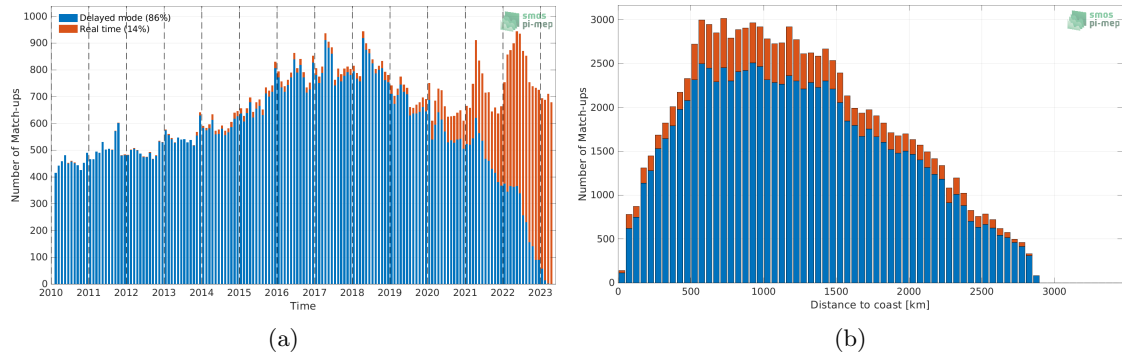 Delayed mode (86%)
Real time (14%)
smos
pi-mep
Number of Match-ups
1000
900
800
700
600
500
400
300
200
100
0
2010 2011 2012 2013 2014 2015 2016 2017 2018 2019 2020 2021 2022 2023
Time
(a)
smos
pi-mep
Number of Match-ups
3000
2500
2000
1500
1000
500
0
0 500 1000 1500 2000 2500 3000
Distance to coast [km]
(b)